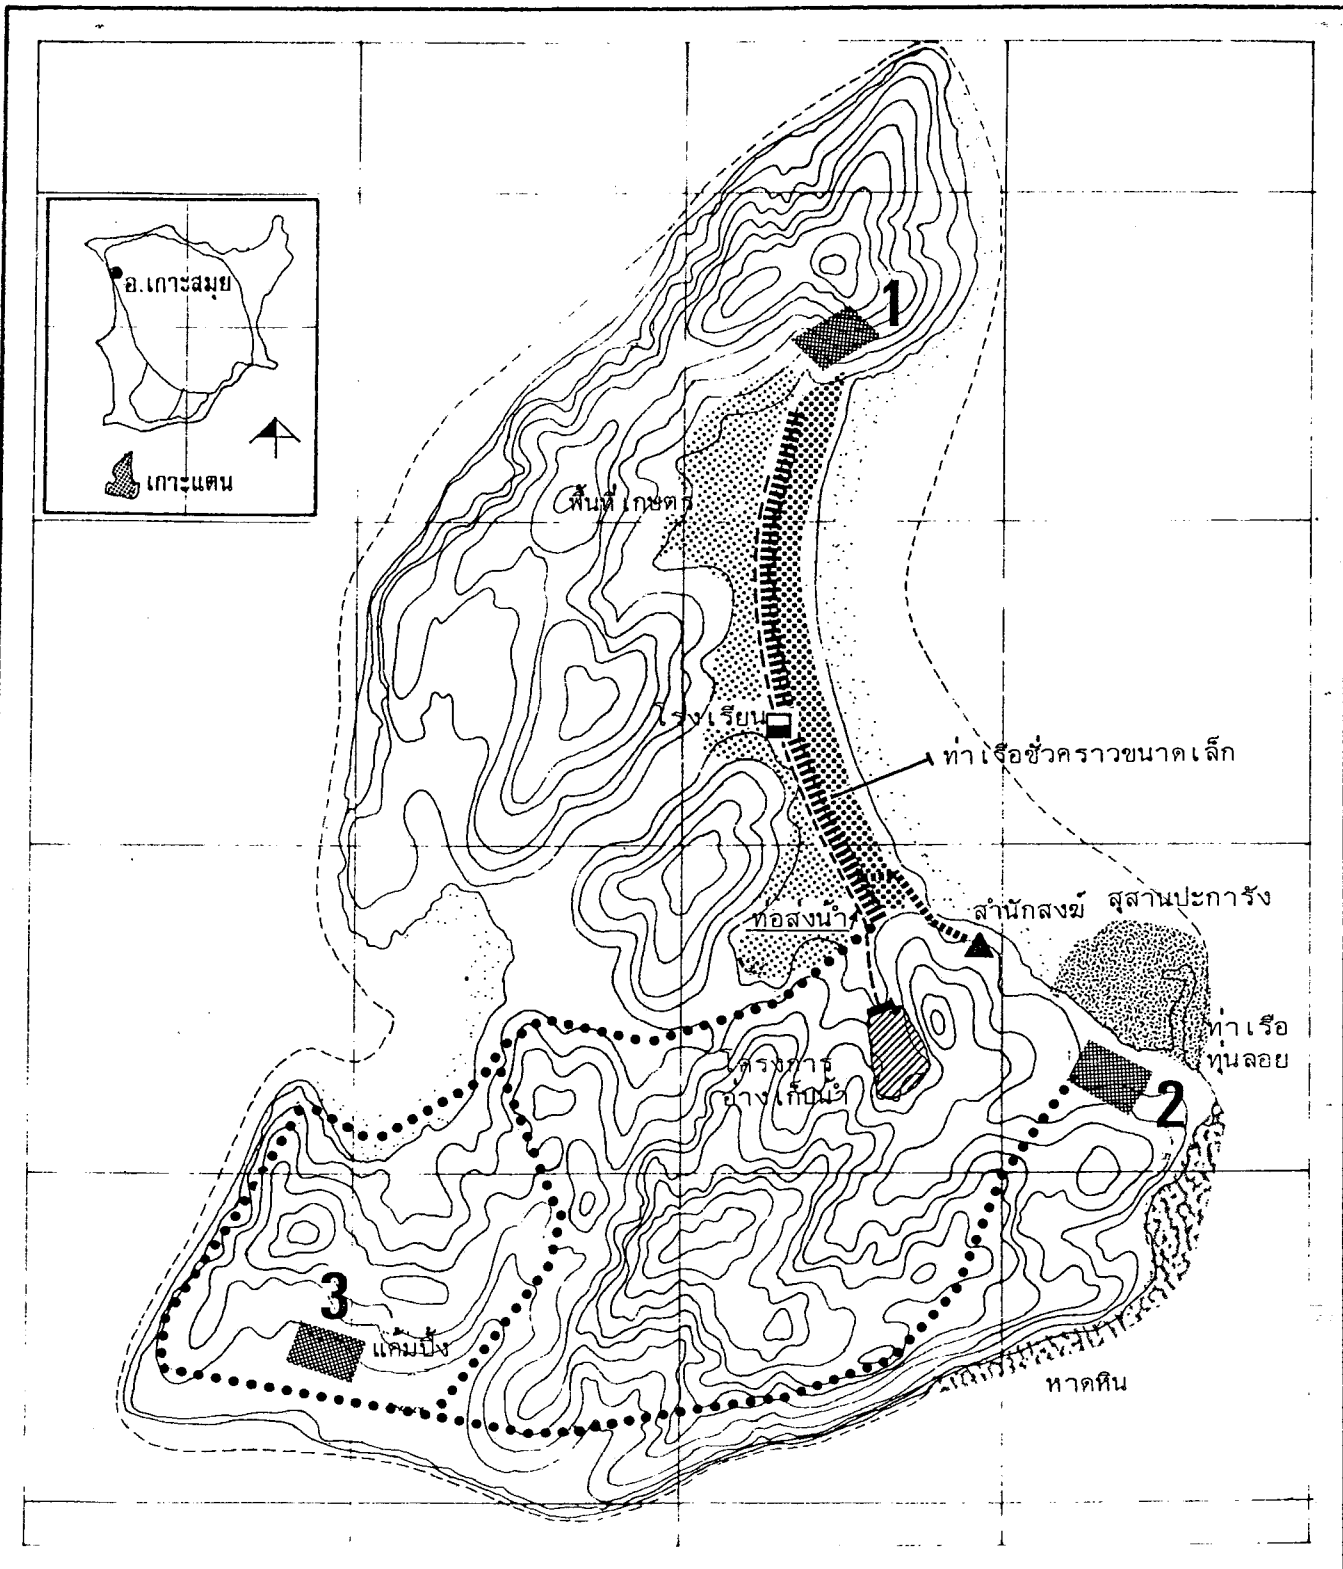 อ.เกาะสมุย
เกาะแตน
1
พื้นที่เกษตร
โรงเรียน
ท่าเรือชั่วคราวขนาดเล็ก
ท่อส่งน้ำ
สำนักสงฆ์
สุสานปะการัง
ท่าเรือ
ทุ่นลอย
โครงการ
อ่างเก็บน้ำ
2
3
แค้มปิ้ง
หาดหิน